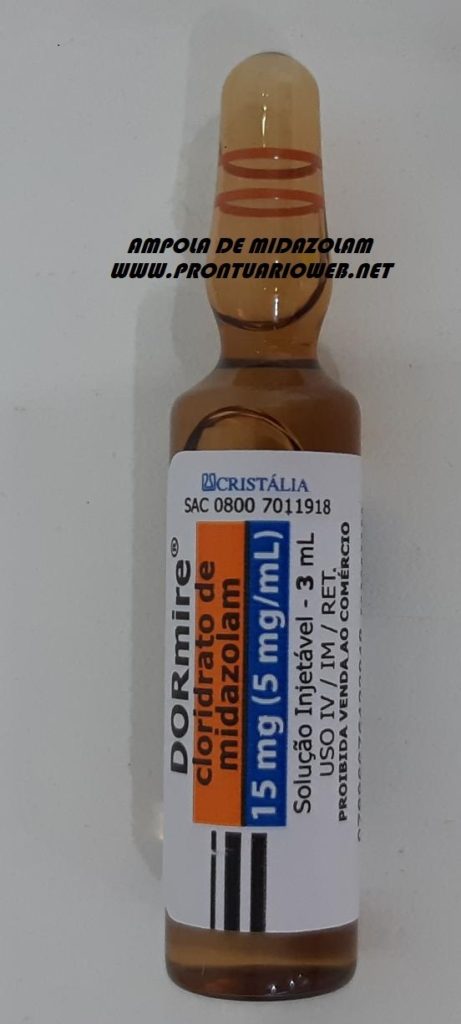 AMPOLA DE MIDAZOLAM
WWW.PRONTUARIOWEB.NET
CRISTÁLIA
SAC 0800 7011918
DORmire®
cloridrato de
midazolam
15 mg (5 mg/mL)
Solução Injetável - 3 mL
USO IV / IM / RET.
PROIBIDA VENDA AO COMÉRCIO